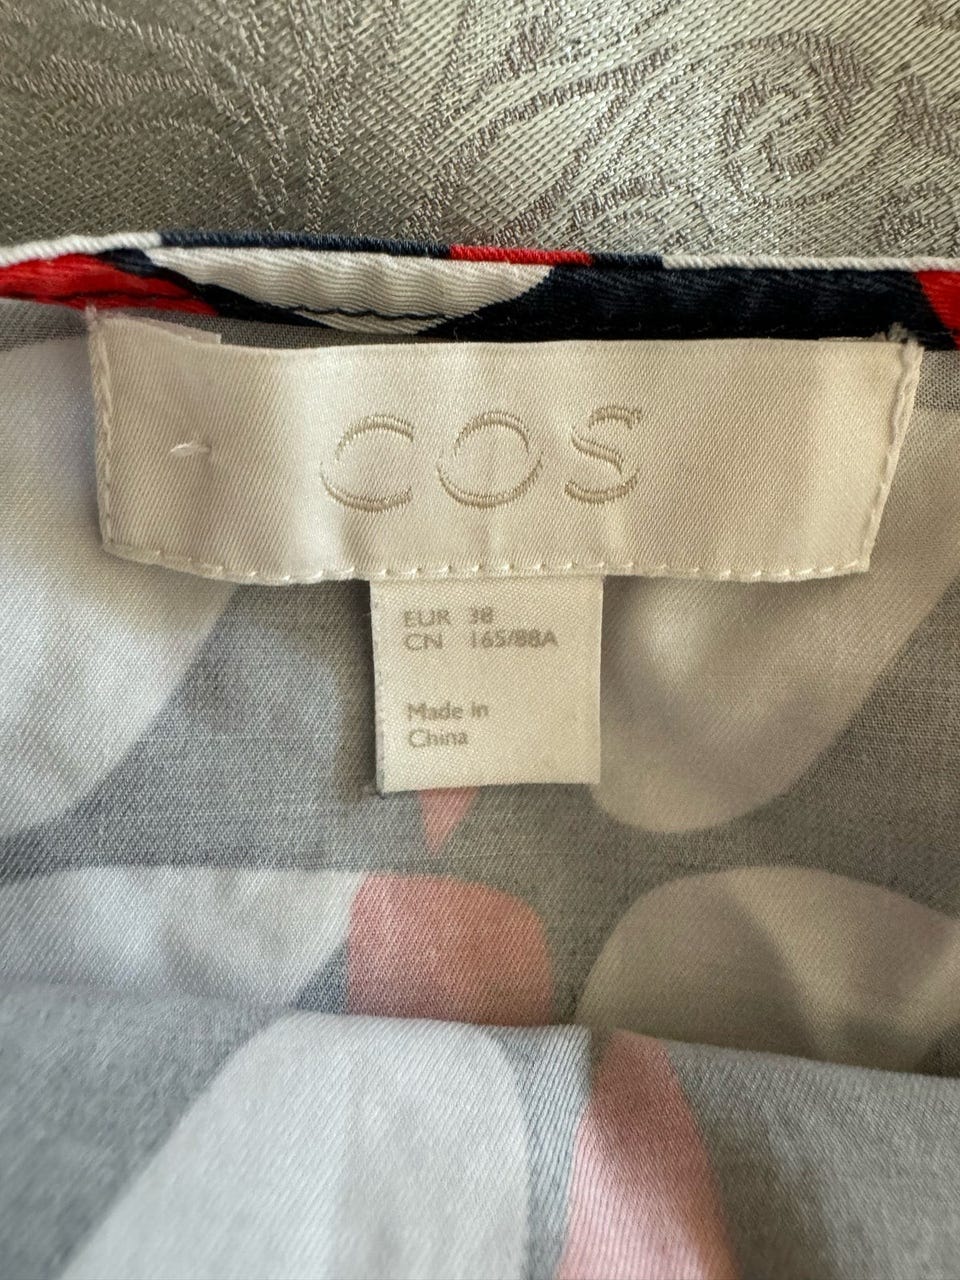 COS
EUR 38
CN 165/88A
Made in
China